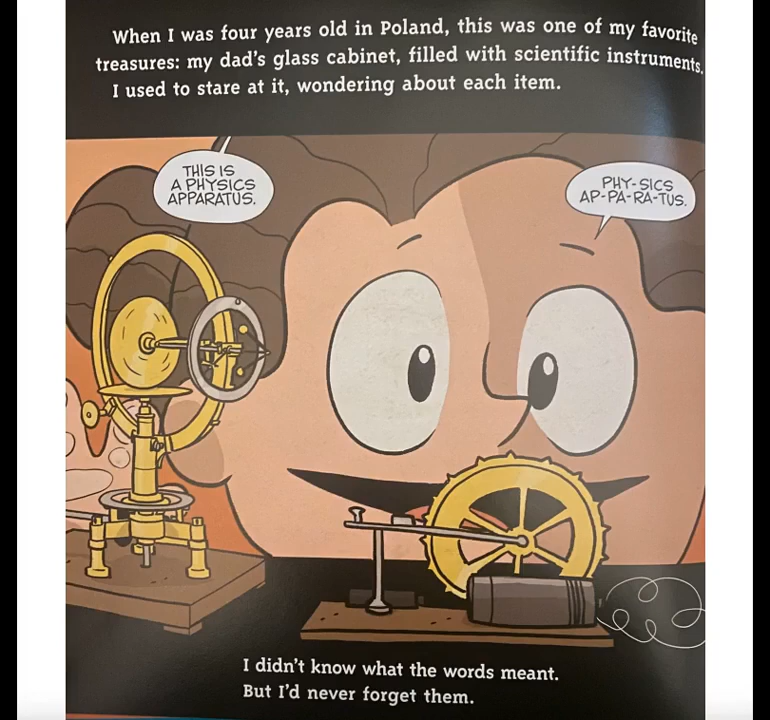 When I was four years old in Poland, this was one of my favorite
treasures: my dad's glass cabinet, filled with scientific instruments.
I used to stare at it, wondering about each item.
THIS IS
A PHYSICS
APPARATUS.
PHY-SICS
AP-PA-RA-TUS.
I didn't know what the words meant.
But I'd never forget them.